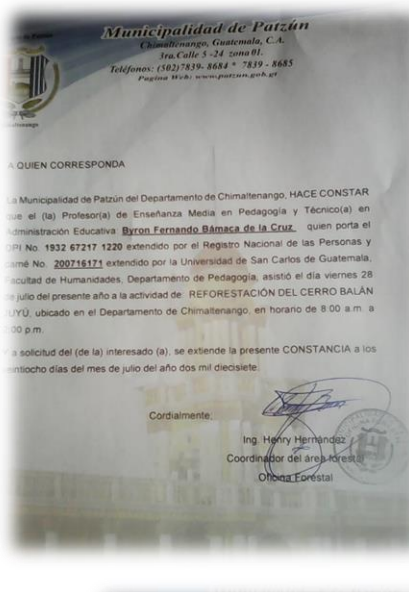 Municipalidad de Patzún
Chimaltenango, Guatemala, C.A.
3ra. Calle 5 -24 zona 01.
Teléfonos: (502)7839- 8684 * 7839 - 8685
Pagina Web: www.patzun.gob.gt
A QUIEN CORRESPONDA
La Municipalidad de Patzún del Departamento de Chimaltenango, HACE CONSTAR
que el (la) Profesor(a) de Enseñanza Media en Pedagogía y Técnico(a) en
Administración Educativa Byron Fernando Bámaca de la Cruz quien porta el
DPI No. 1932 67217 1220 extendido por el Registro Nacional de las Personas y
carné No. 200716171 extendido por la Universidad de San Carlos de Guatemala,
Facultad de Humanidades, Departamento de Pedagogía, asistió el día viernes 28
de julio del presente año a la actividad de: REFORESTACIÓN DEL CERRO BALÁN
JUYÚ, ubicado en el Departamento de Chimaltenango, en horario de 8:00 a.m. a
:00 p.m.
a solicitud del (de la) interesado (a), se extiende la presente CONSTANCIA a los
veintiocho días del mes de julio del año dos mil diecisiete.
Cordialmente,
Ing. Henry Hernández
Coordinador del área forestal
Oficina Forestal